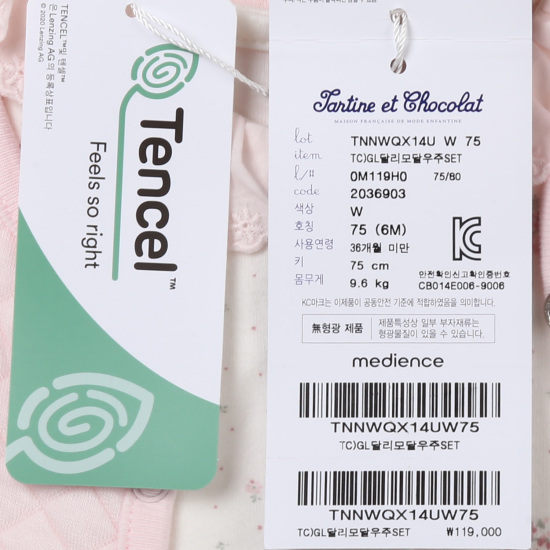 TENCEL™및 텐셀™
은 Lenzing AG의 등록상표입니다
© 2020 Lenzing AG
Tencel™
Feels so right
Tartine et Chocolat
MAISON FRANÇAISE DE MODE ENFANTINE
lot TNNWQX14U W 75
item TC)GL달리모달우주SET
l/# 0M119H0 75/80
code 2036903
색상 W
호칭 75 (6M)
사용연령 36개월 미만
키 75 cm
몸무게 9.6 kg
안전확인신고확인증번호
CB014E006-9006
KC마크는 이제품이 공동안전 기준에 적합하였음을 의미합니다.
無형광 제품
제품특성상 일부 부자재류는
형광물질이 있을 수 있습니다
medience
TNNWQX14UW75
TC)GL달리모달우주SET
TNNWQX14UW75
TC)GL달리모달우주SET ₩119,000